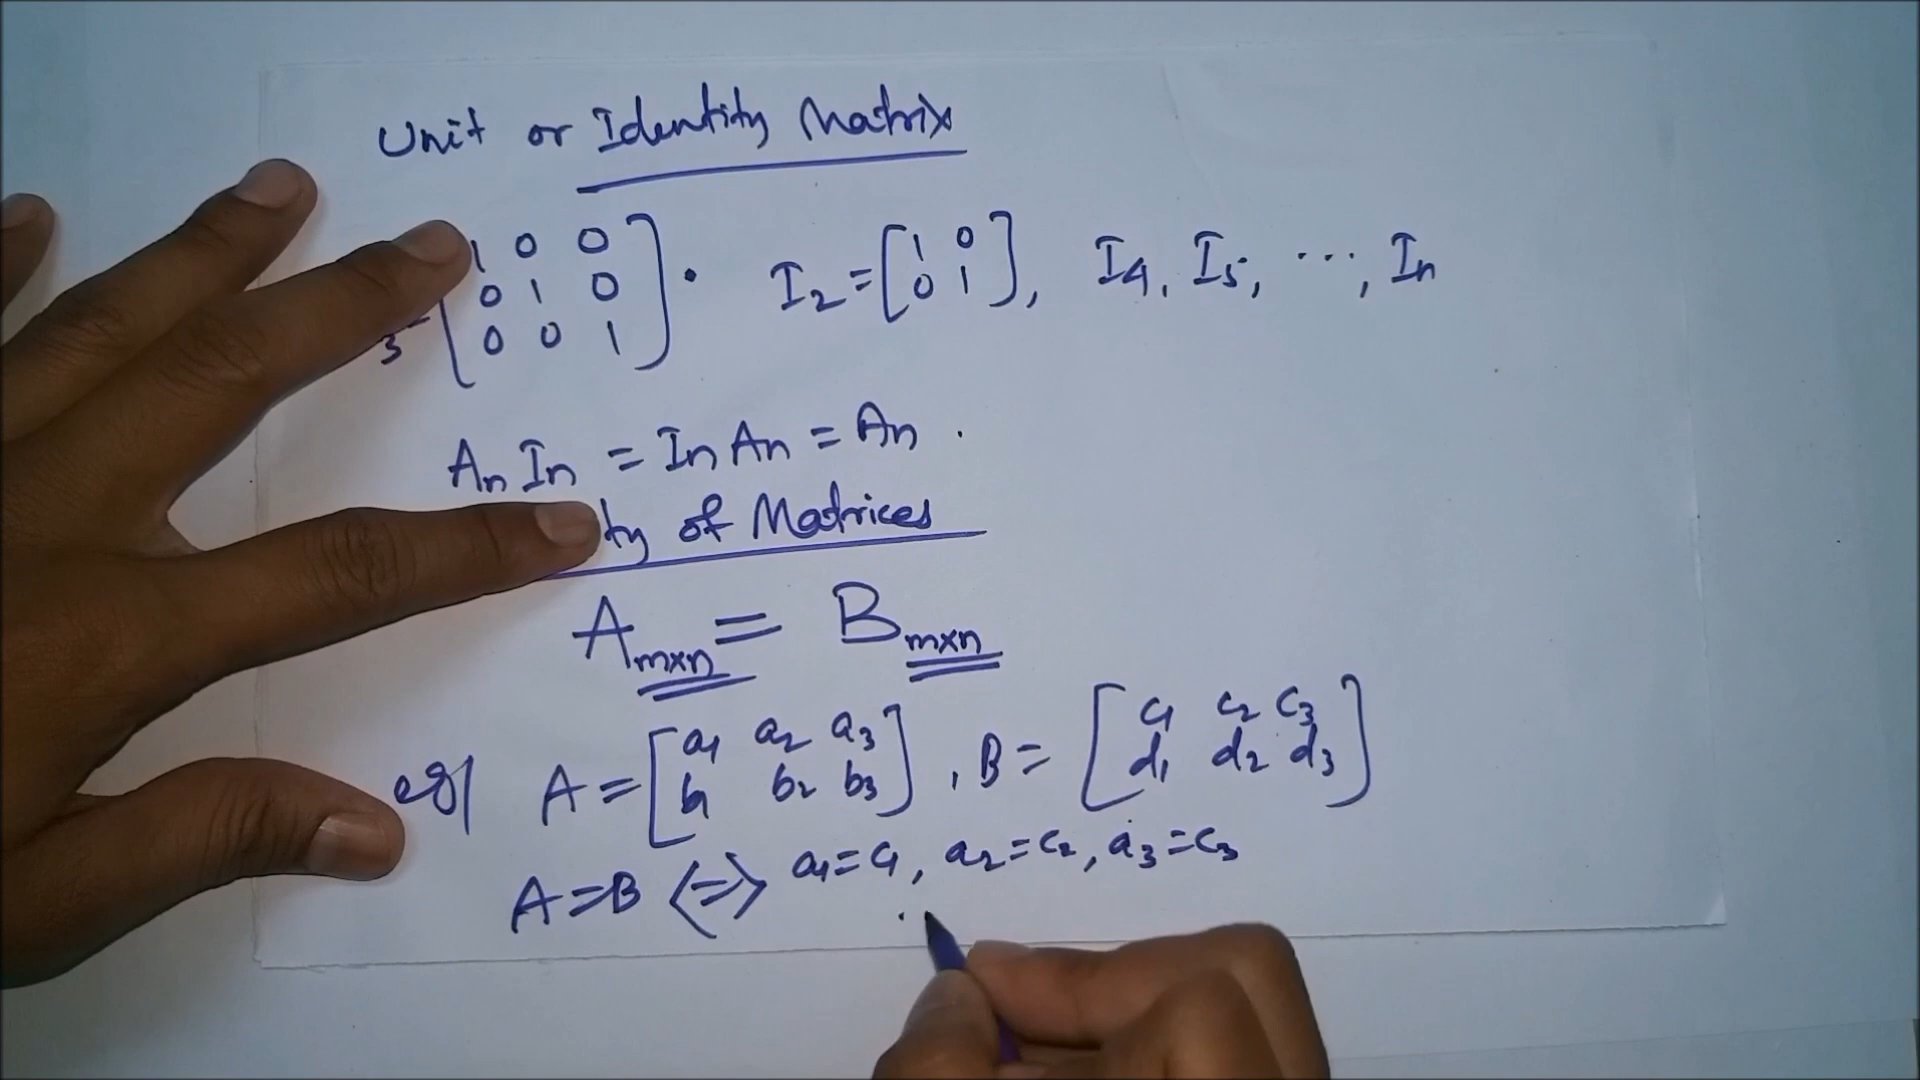 Unit or Identity Matrix
3 = [1 0 0
0 1 0
0 0 1]. I2 = [1 0
0 1], I4, I5, ..., In
An In = In An = An .
ty of Matrices
Amxn = Bmxn
eg/ A = [a1 a2 a3
b1 b2 b3], B = [c1 c2 c3
d1 d2 d3]
A = B <=> a1 = c1, a2 = c2, a3 = c3